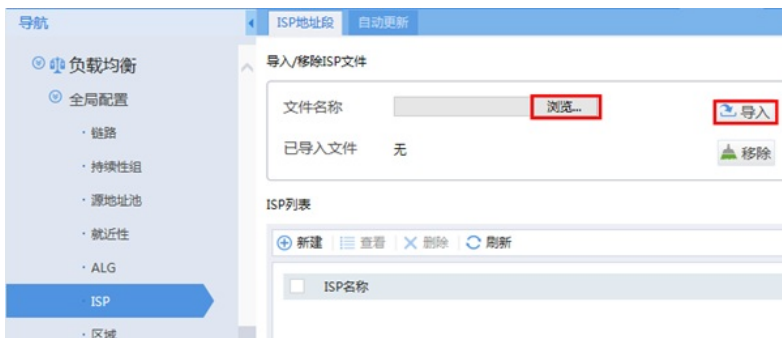 导航
ISP地址段 自动更新
负载均衡
全局配置
· 链路
· 持续性组
· 源地址池
· 就近性
· ALG
· ISP
· 区域
导入/移除ISP文件
文件名称 浏览... 导入
已导入文件 无 移除
ISP列表
新建 查看 删除 刷新
ISP名称